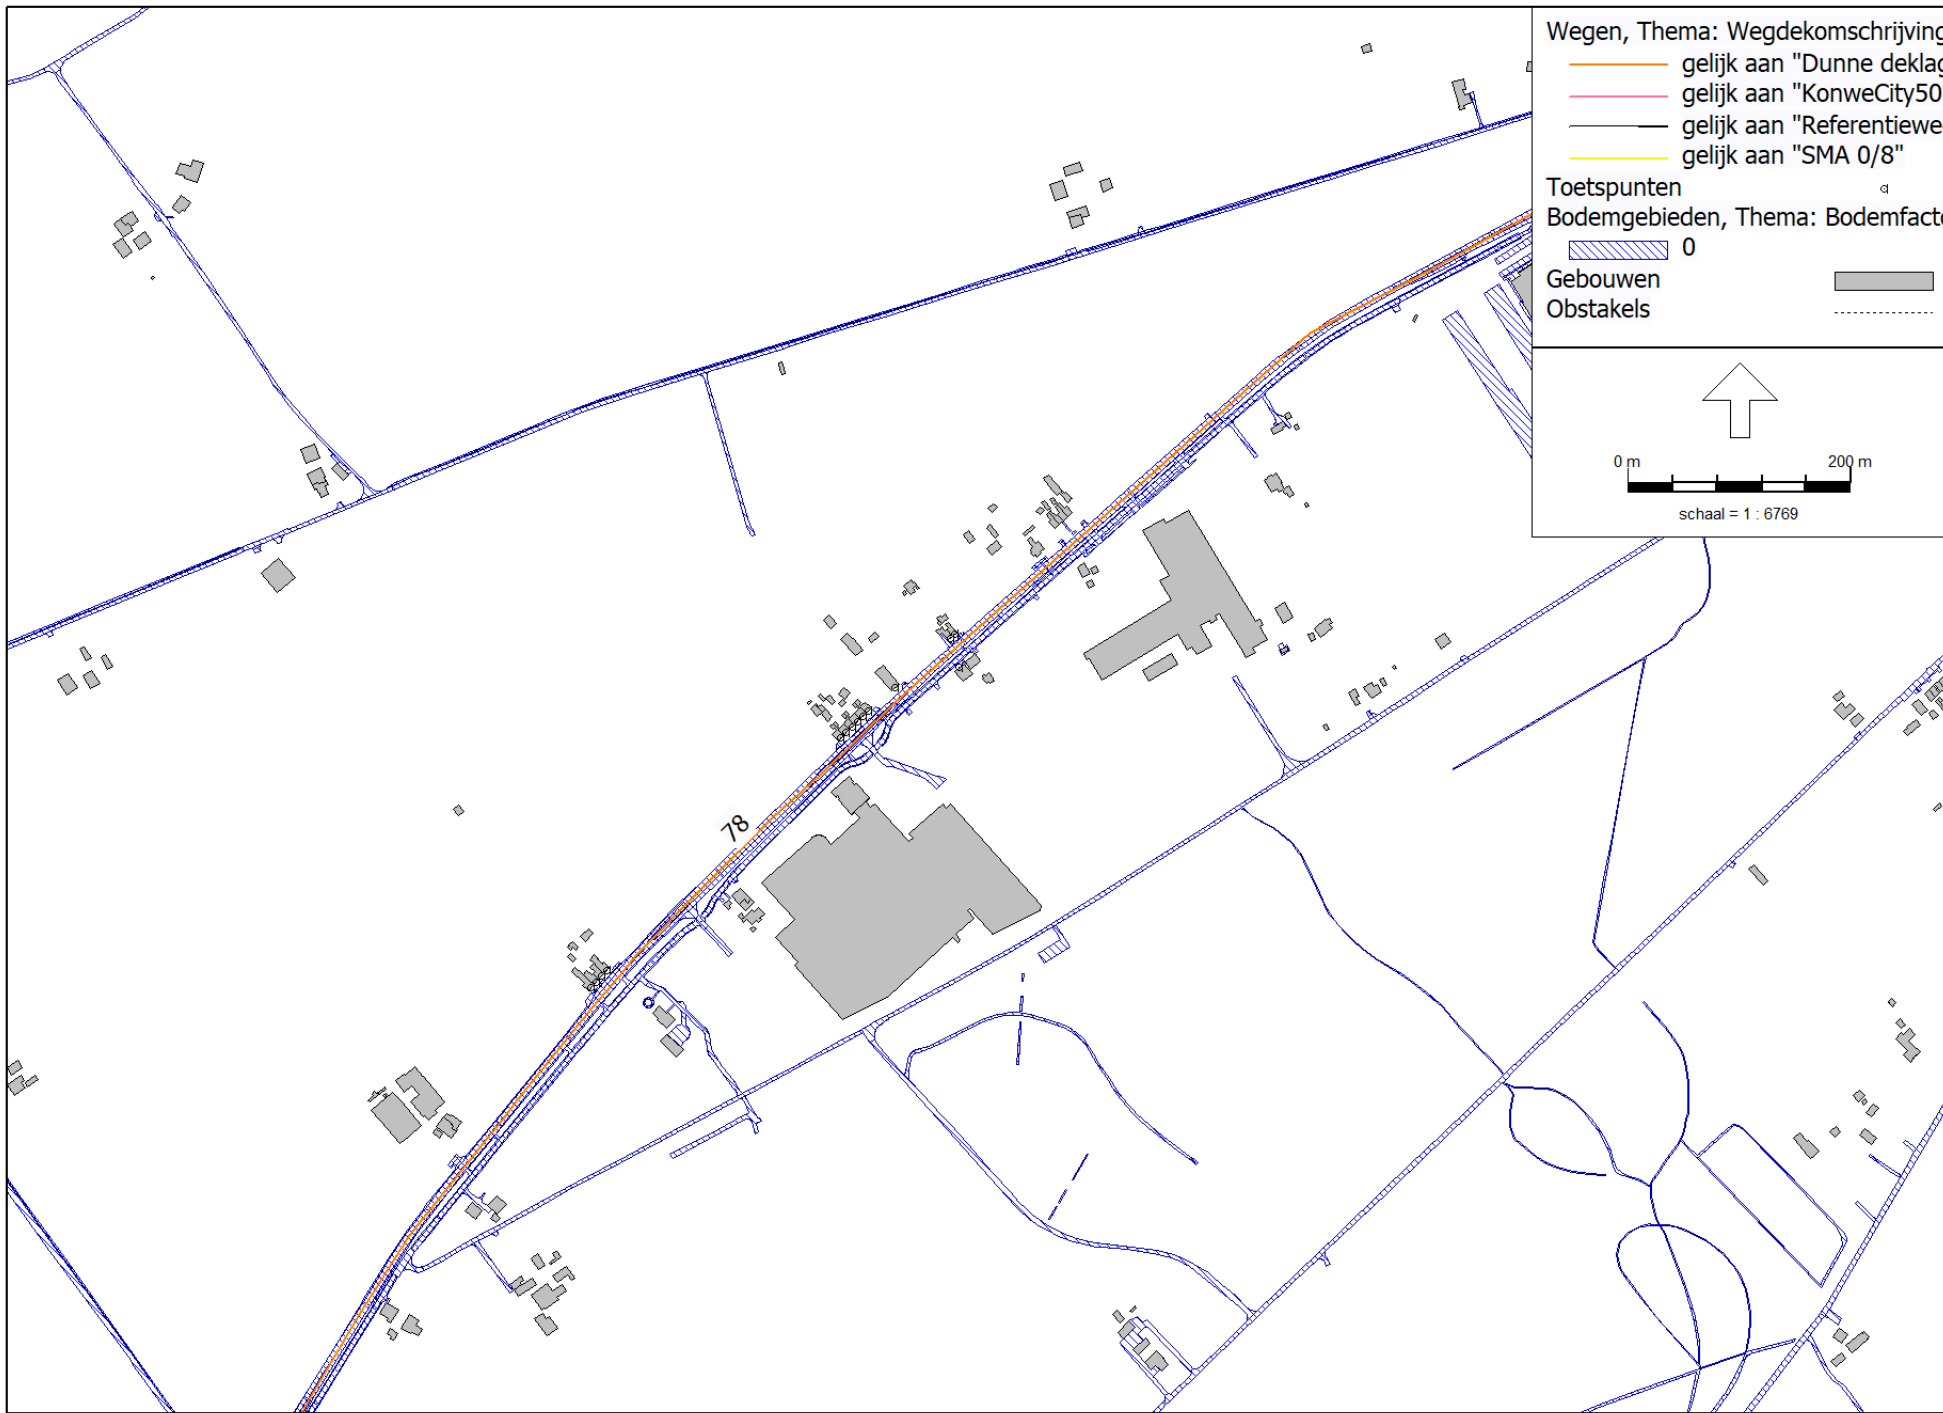 Wegen, Thema: Wegdekomschrijving
gelijk aan "Dunne deklag
gelijk aan "KonweCity50
gelijk aan "Referentiewe
gelijk aan "SMA 0/8"
Toetspunten
Bodemgebieden, Thema: Bodemfacto
0
Gebouwen
Obstakels
0 m 200 m
schaal = 1 : 6769
78